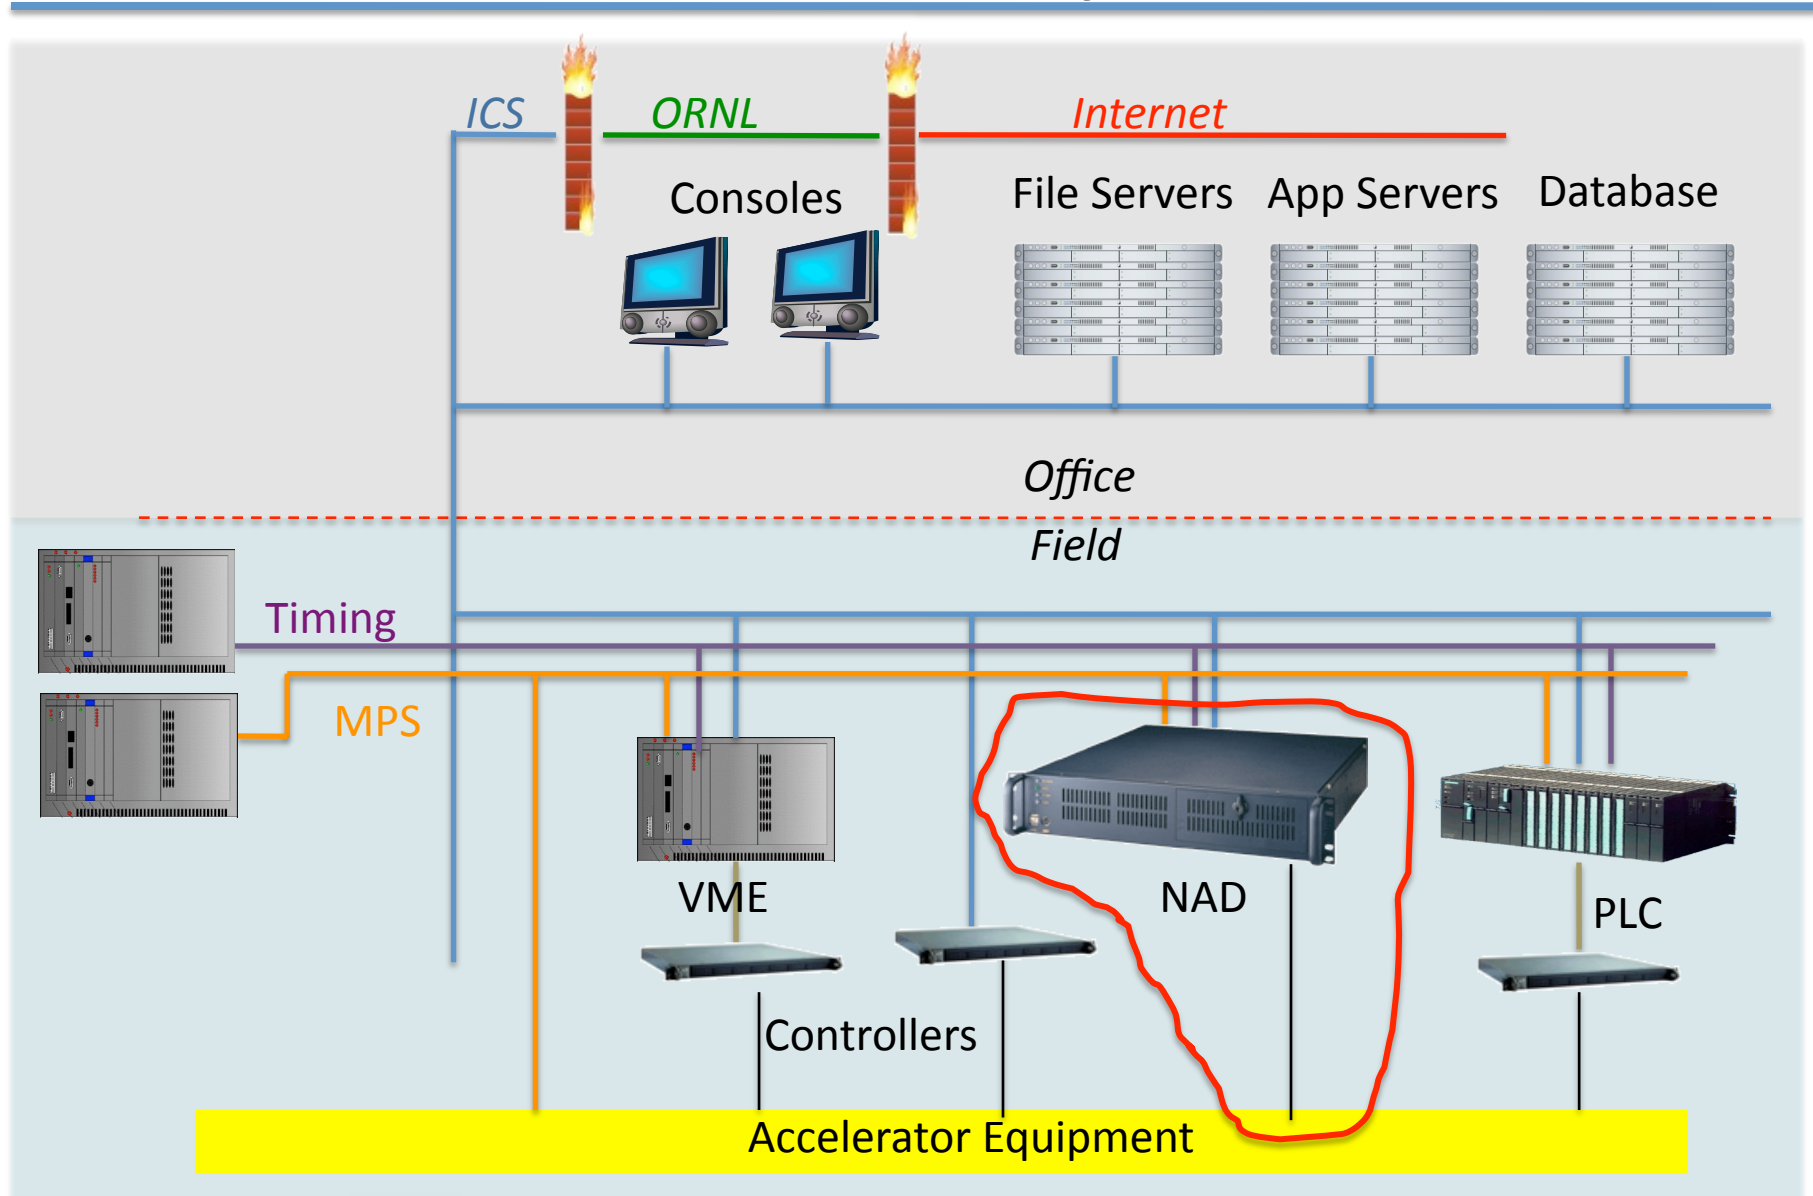 ICS
ORNL
Internet
Consoles
File Servers
App Servers
Database
Office
Field
Timing
MPS
VME
NAD
PLC
Controllers
Accelerator Equipment